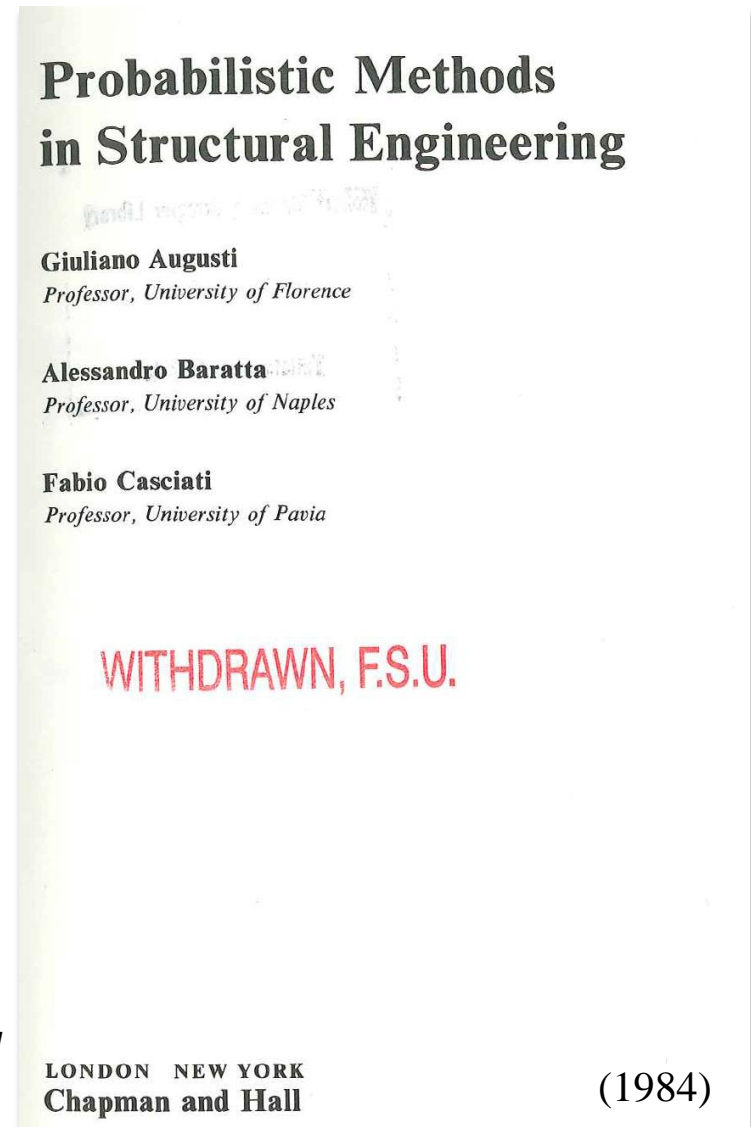 Probabilistic Methods
in Structural Engineering
Giuliano Augusti
Professor, University of Florence
Alessandro Baratta
Professor, University of Naples
Fabio Casciati
Professor, University of Pavia
WITHDRAWN, F.S.U.
LONDON NEW YORK
Chapman and Hall
(1984)